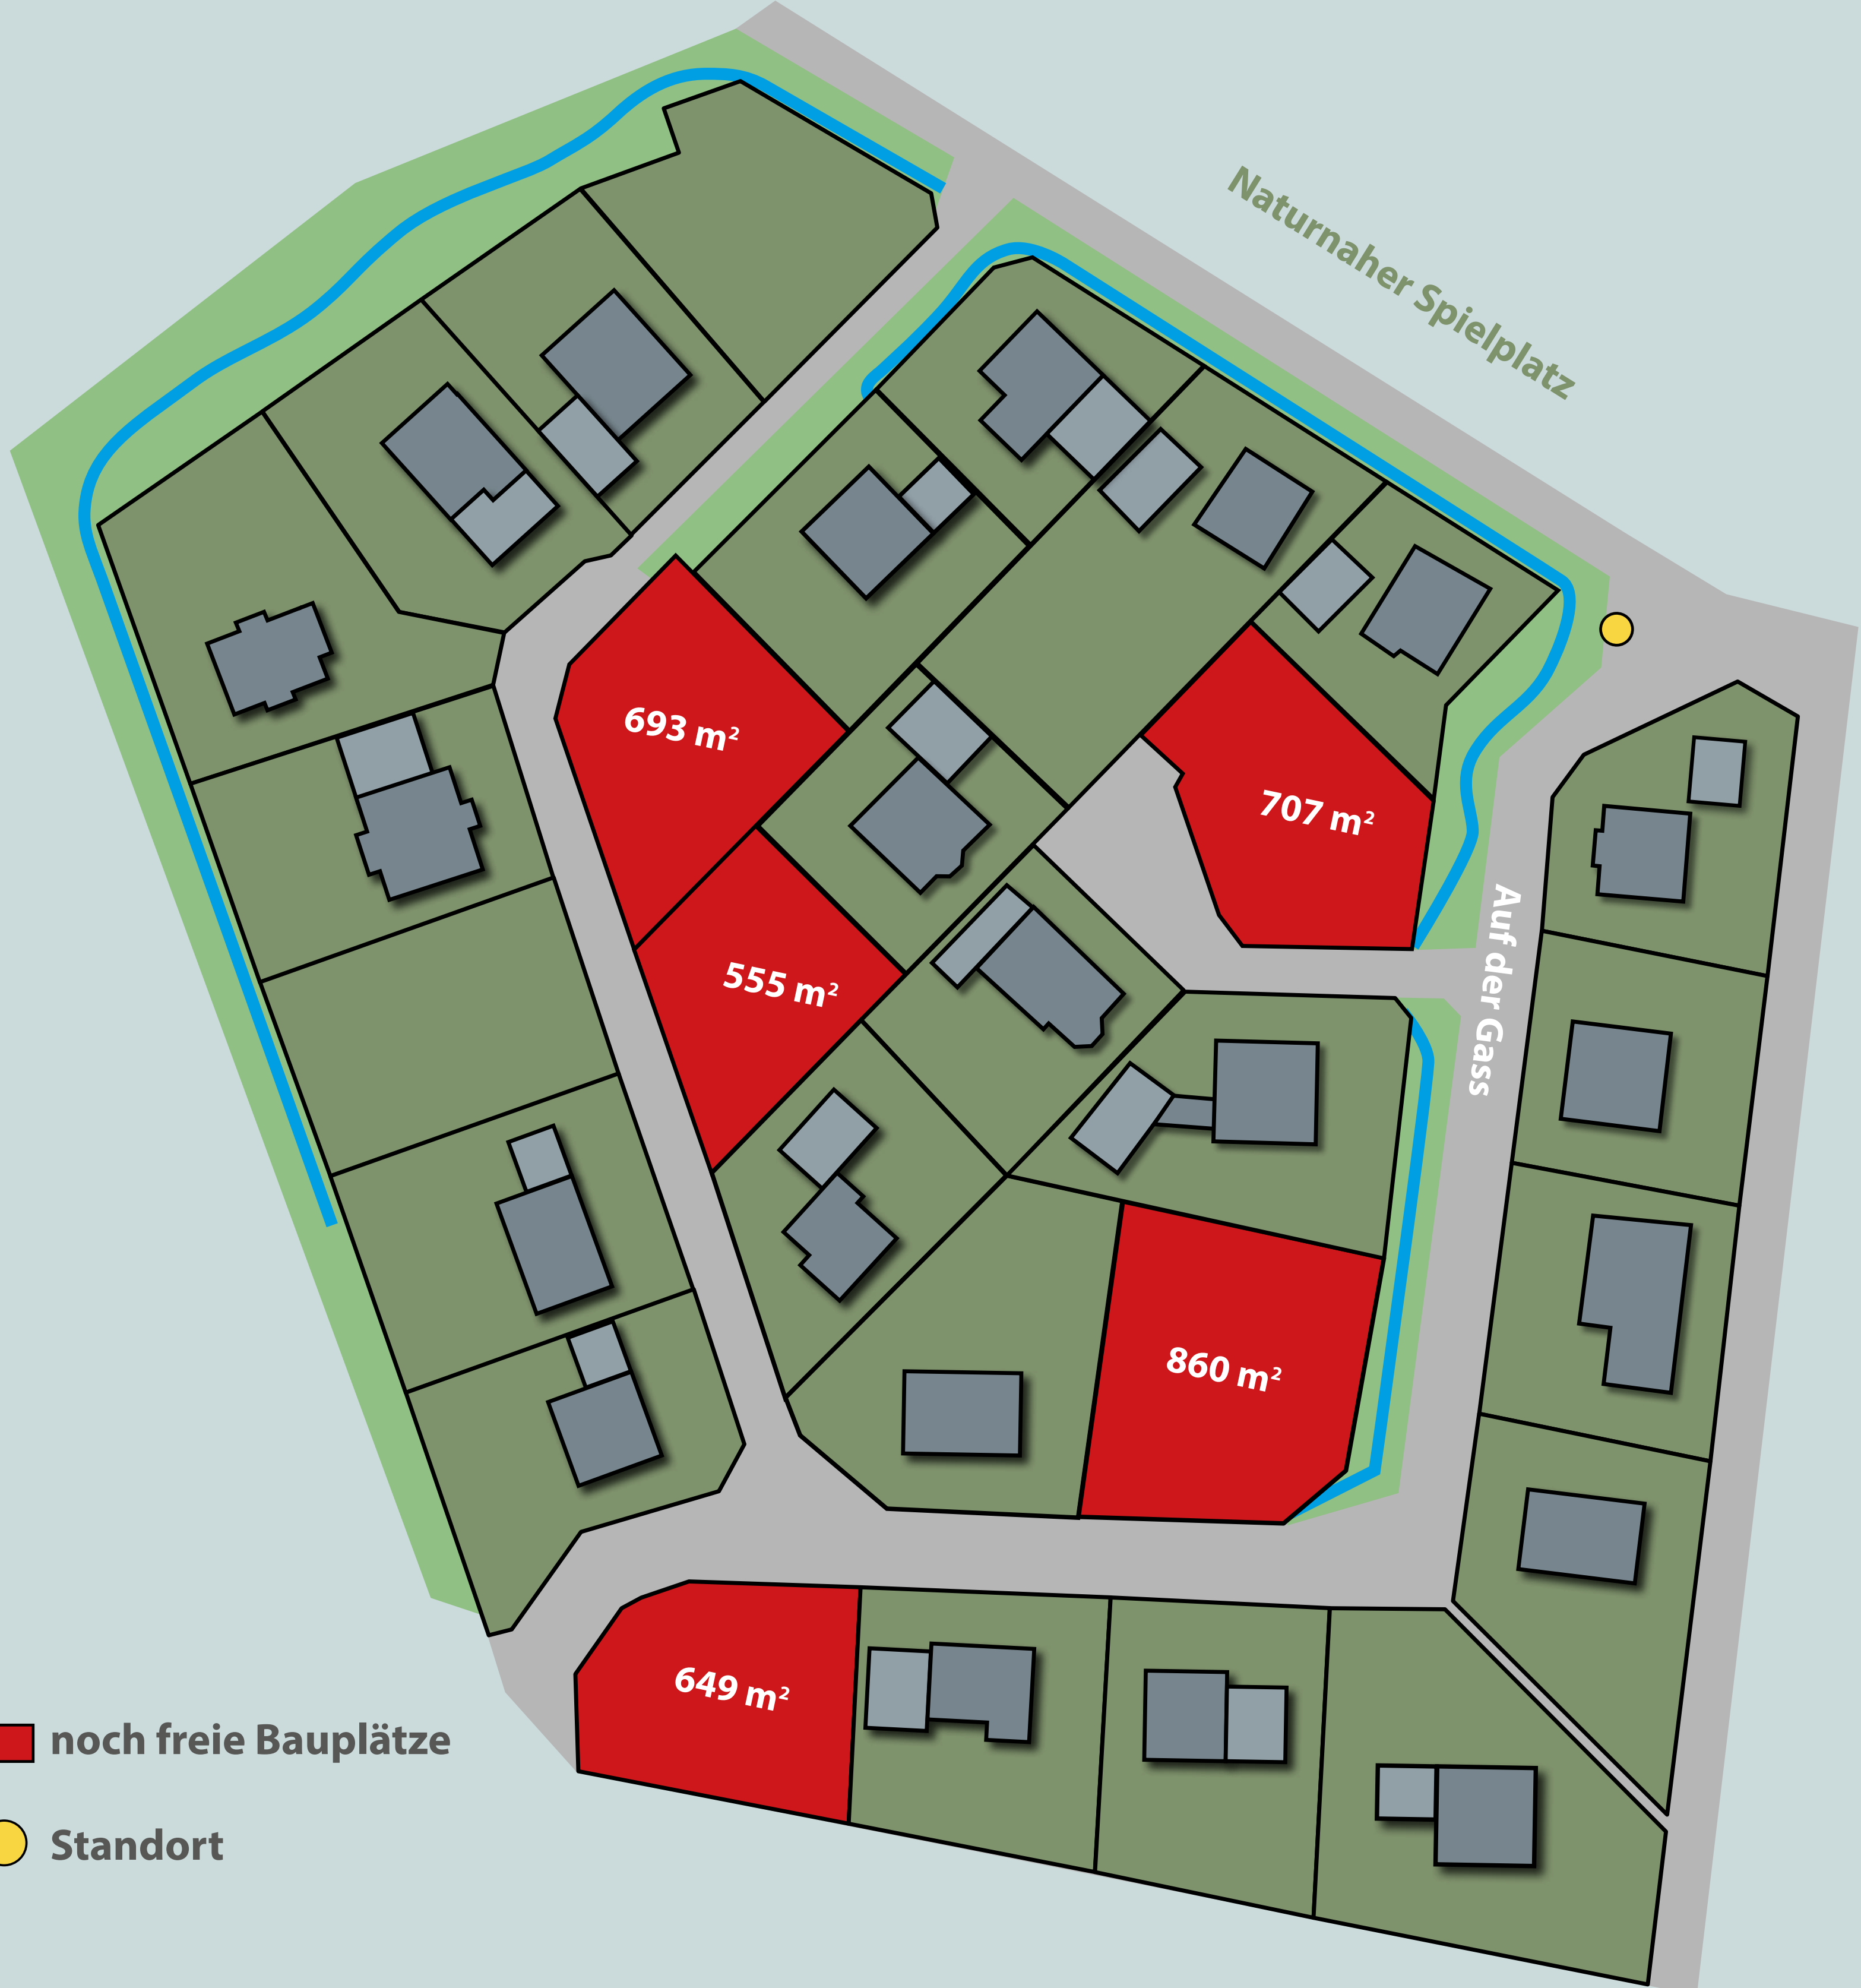 Naturnaher Spielplatz
693 m²
707 m²
Auf der Gass
555 m²
860 m²
649 m²
noch freie Bauplätze
Standort